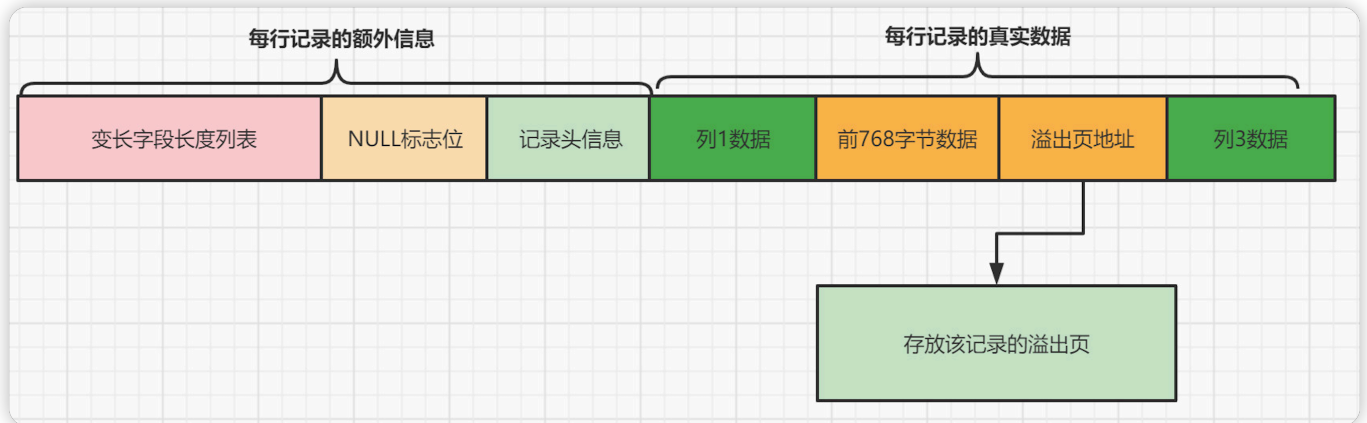 每行记录的额外信息
每行记录的真实数据
变长字段长度列表
NULL标志位
记录头信息
列1数据
前768字节数据
溢出页地址
列3数据
存放该记录的溢出页